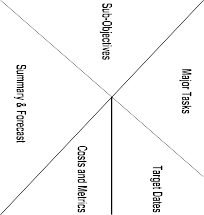 Sub-Objectives
Major Tasks
Summary & Forecast
Costs and Metrics
Target Dates